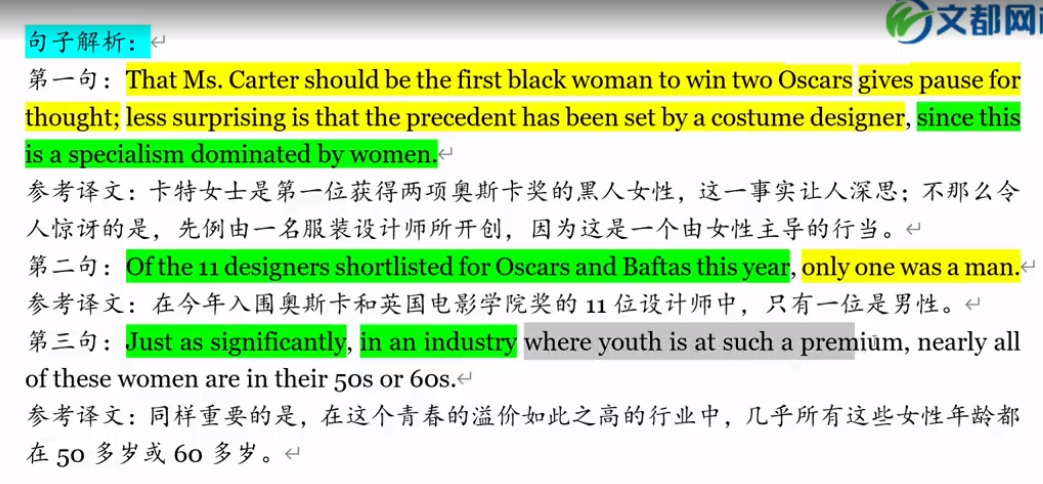 文都网
句子解析：
第一句：That Ms. Carter should be the first black woman to win two Oscars gives pause for
thought; less surprising is that the precedent has been set by a costume designer, since this
is a specialism dominated by women.
参考译文：卡特女士是第一位获得两项奥斯卡奖的黑人女性，这一事实让人深思；不那么令
人惊讶的是，先例由一名服装设计师所开创，因为这是一个由女性主导的行当。
第二句：Of the 11 designers shortlisted for Oscars and Baftas this year, only one was a man.
参考译文：在今年入围奥斯卡和英国电影学院奖的 11 位设计师中，只有一位是男性。
第三句：Just as significantly, in an industry where youth is at such a premium, nearly all
of these women are in their 50s or 60s.
参考译文：同样重要的是，在这个青春的溢价如此之高的行业中，几乎所有这些女性年龄都
在 50 多岁或 60 多岁。